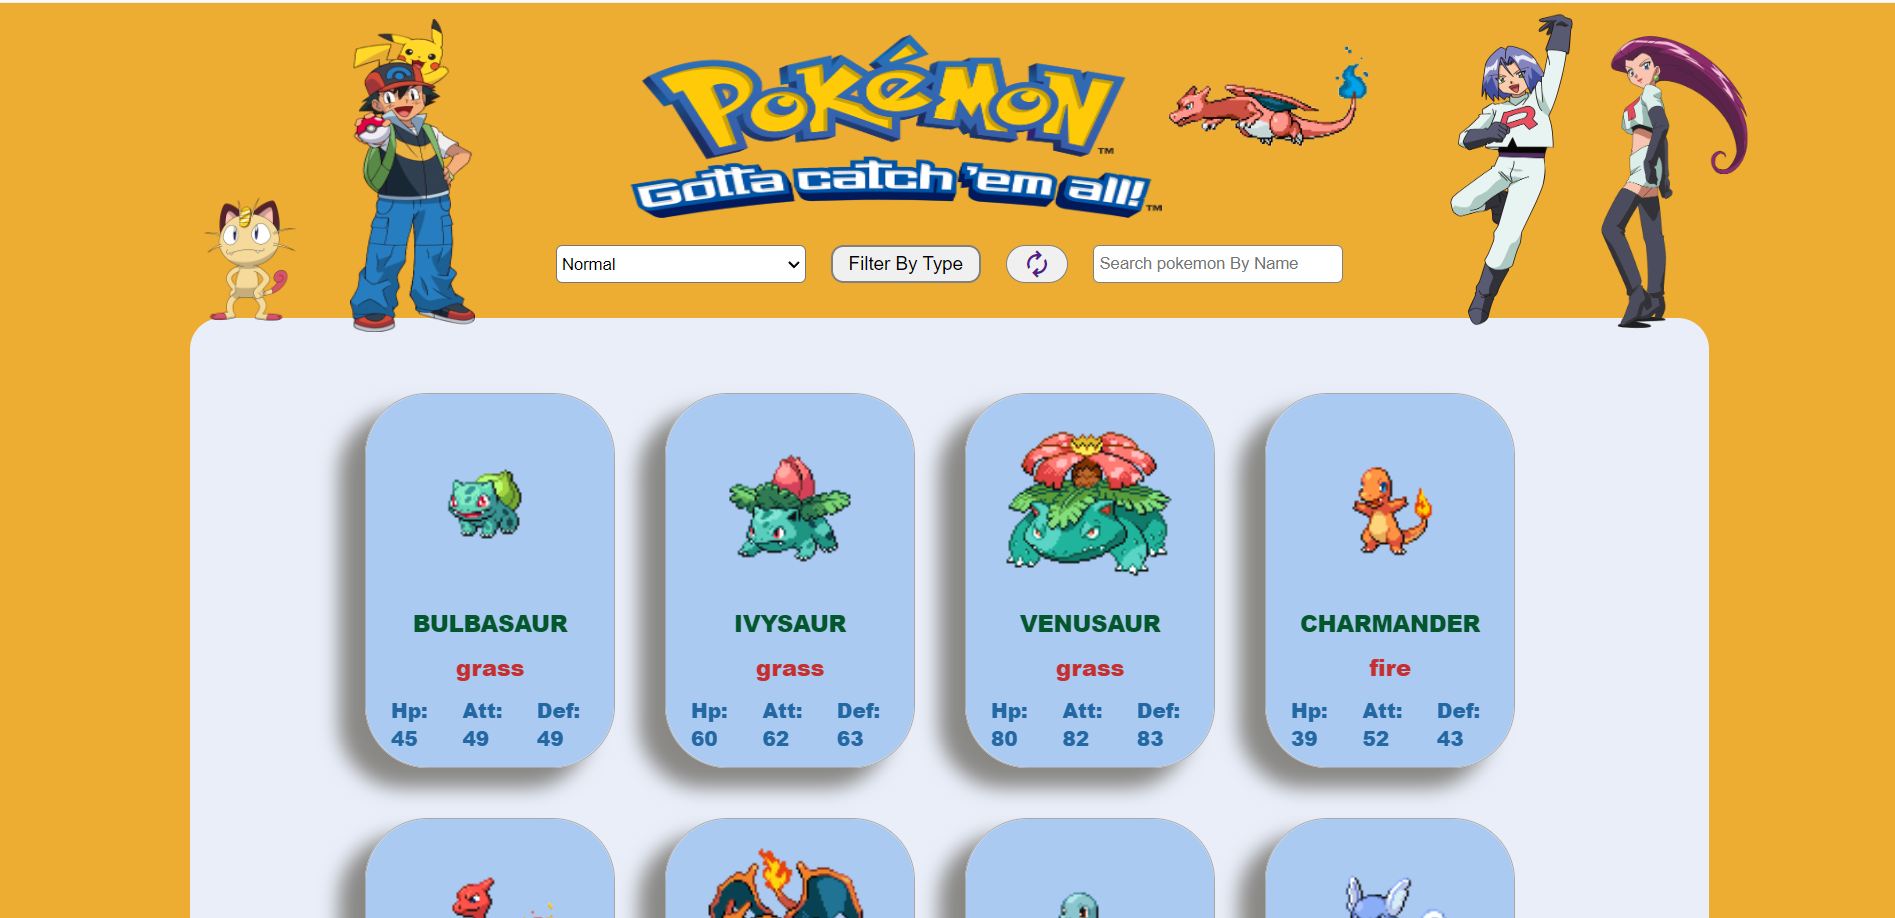 POKéMON
TM
Gotta catch 'em all!
TM
Normal
Filter By Type
Search pokemon By Name
R
BULBASAUR
grass
Hp: Att: Def:
45 49 49
IVYSAUR
grass
Hp: Att: Def:
60 62 63
VENUSAUR
grass
Hp: Att: Def:
80 82 83
CHARMANDER
fire
Hp: Att: Def:
39 52 43